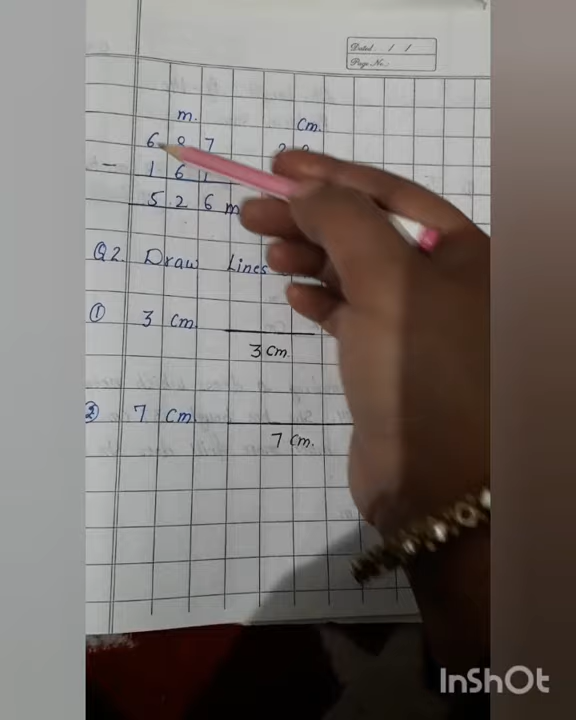 Dated / /
Page No.:
m. cm.
6 8 7
- 1 6 1
5 2 6 m
Q2. Draw Lines
① 3 cm
3 cm
② 7 cm
7 cm.
InShOt